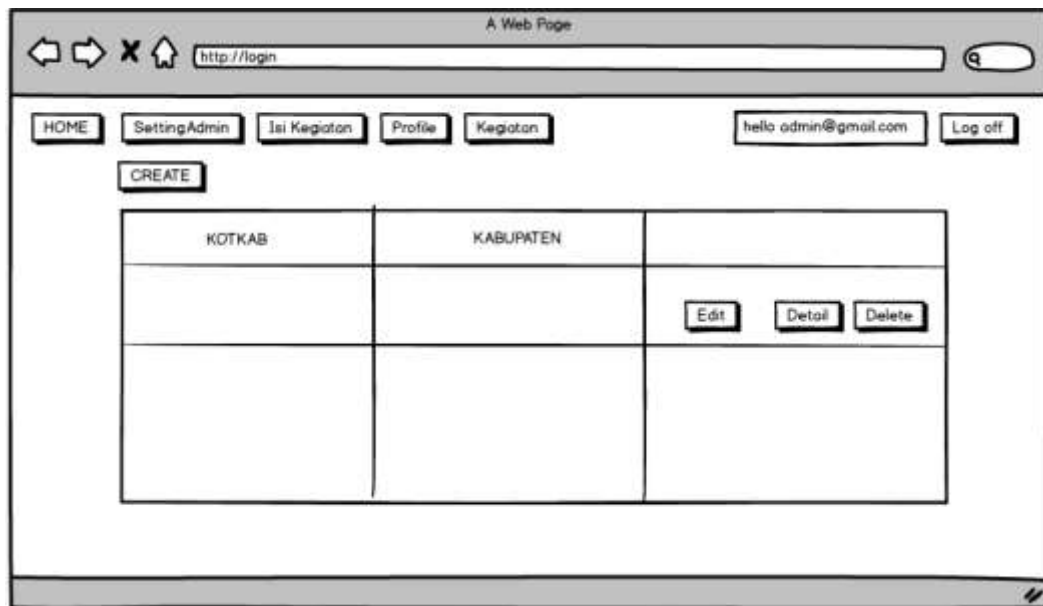 A Web Page
http://login
HOME SettingAdmin Isi Kegiatan Profile Kegiatan hello admin@gmail.com Log off
CREATE
KOTKAB KABUPATEN
Edit Detail Delete